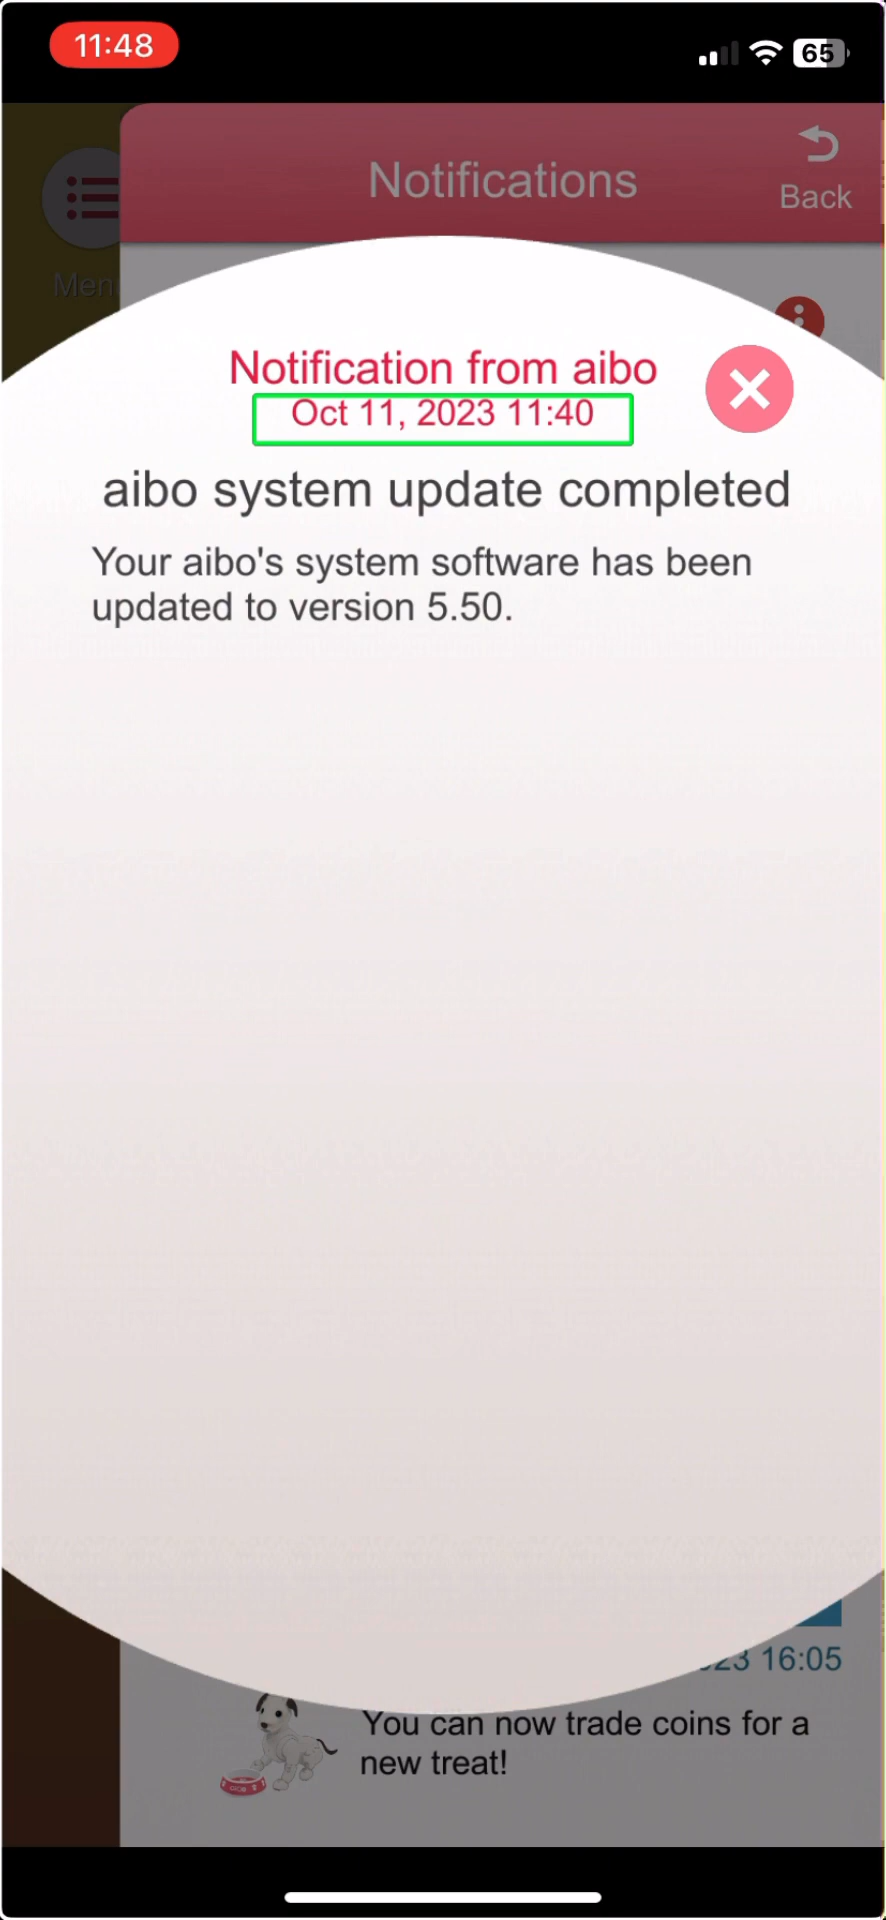 11:48
65
Notifications
Back
Notification from aibo
Oct 11, 2023 11:40
aibo system update completed
Your aibo's system software has been
updated to version 5.50.
16:05
You can now trade coins for a
new treat!